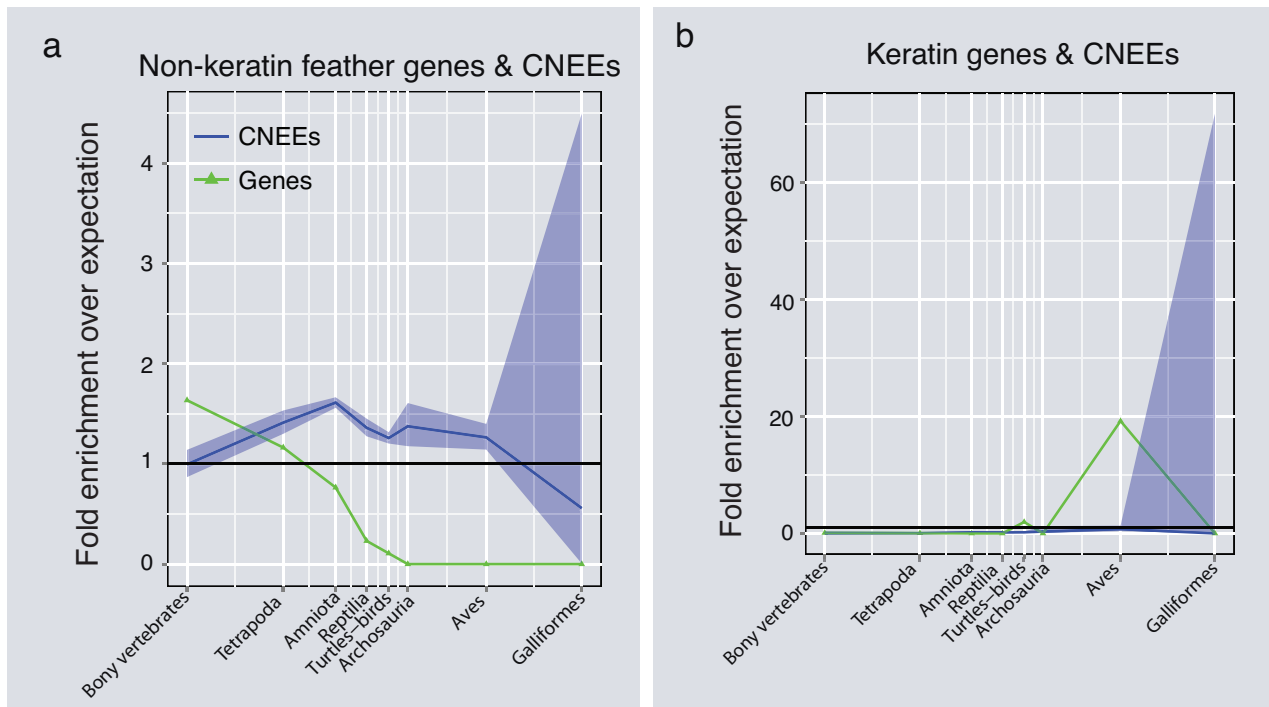 a
Non-keratin feather genes & CNEEs
CNEEs
Genes
Fold enrichment over expectation
4
3
2
1
0
Bony vertebrates
Tetrapoda
Amniota
Reptilia
Turtles–birds
Archosauria
Aves
Galliformes
b
Keratin genes & CNEEs
Fold enrichment over expectation
60
40
20
0
Bony vertebrates
Tetrapoda
Amniota
Reptilia
Turtles–birds
Archosauria
Aves
Galliformes